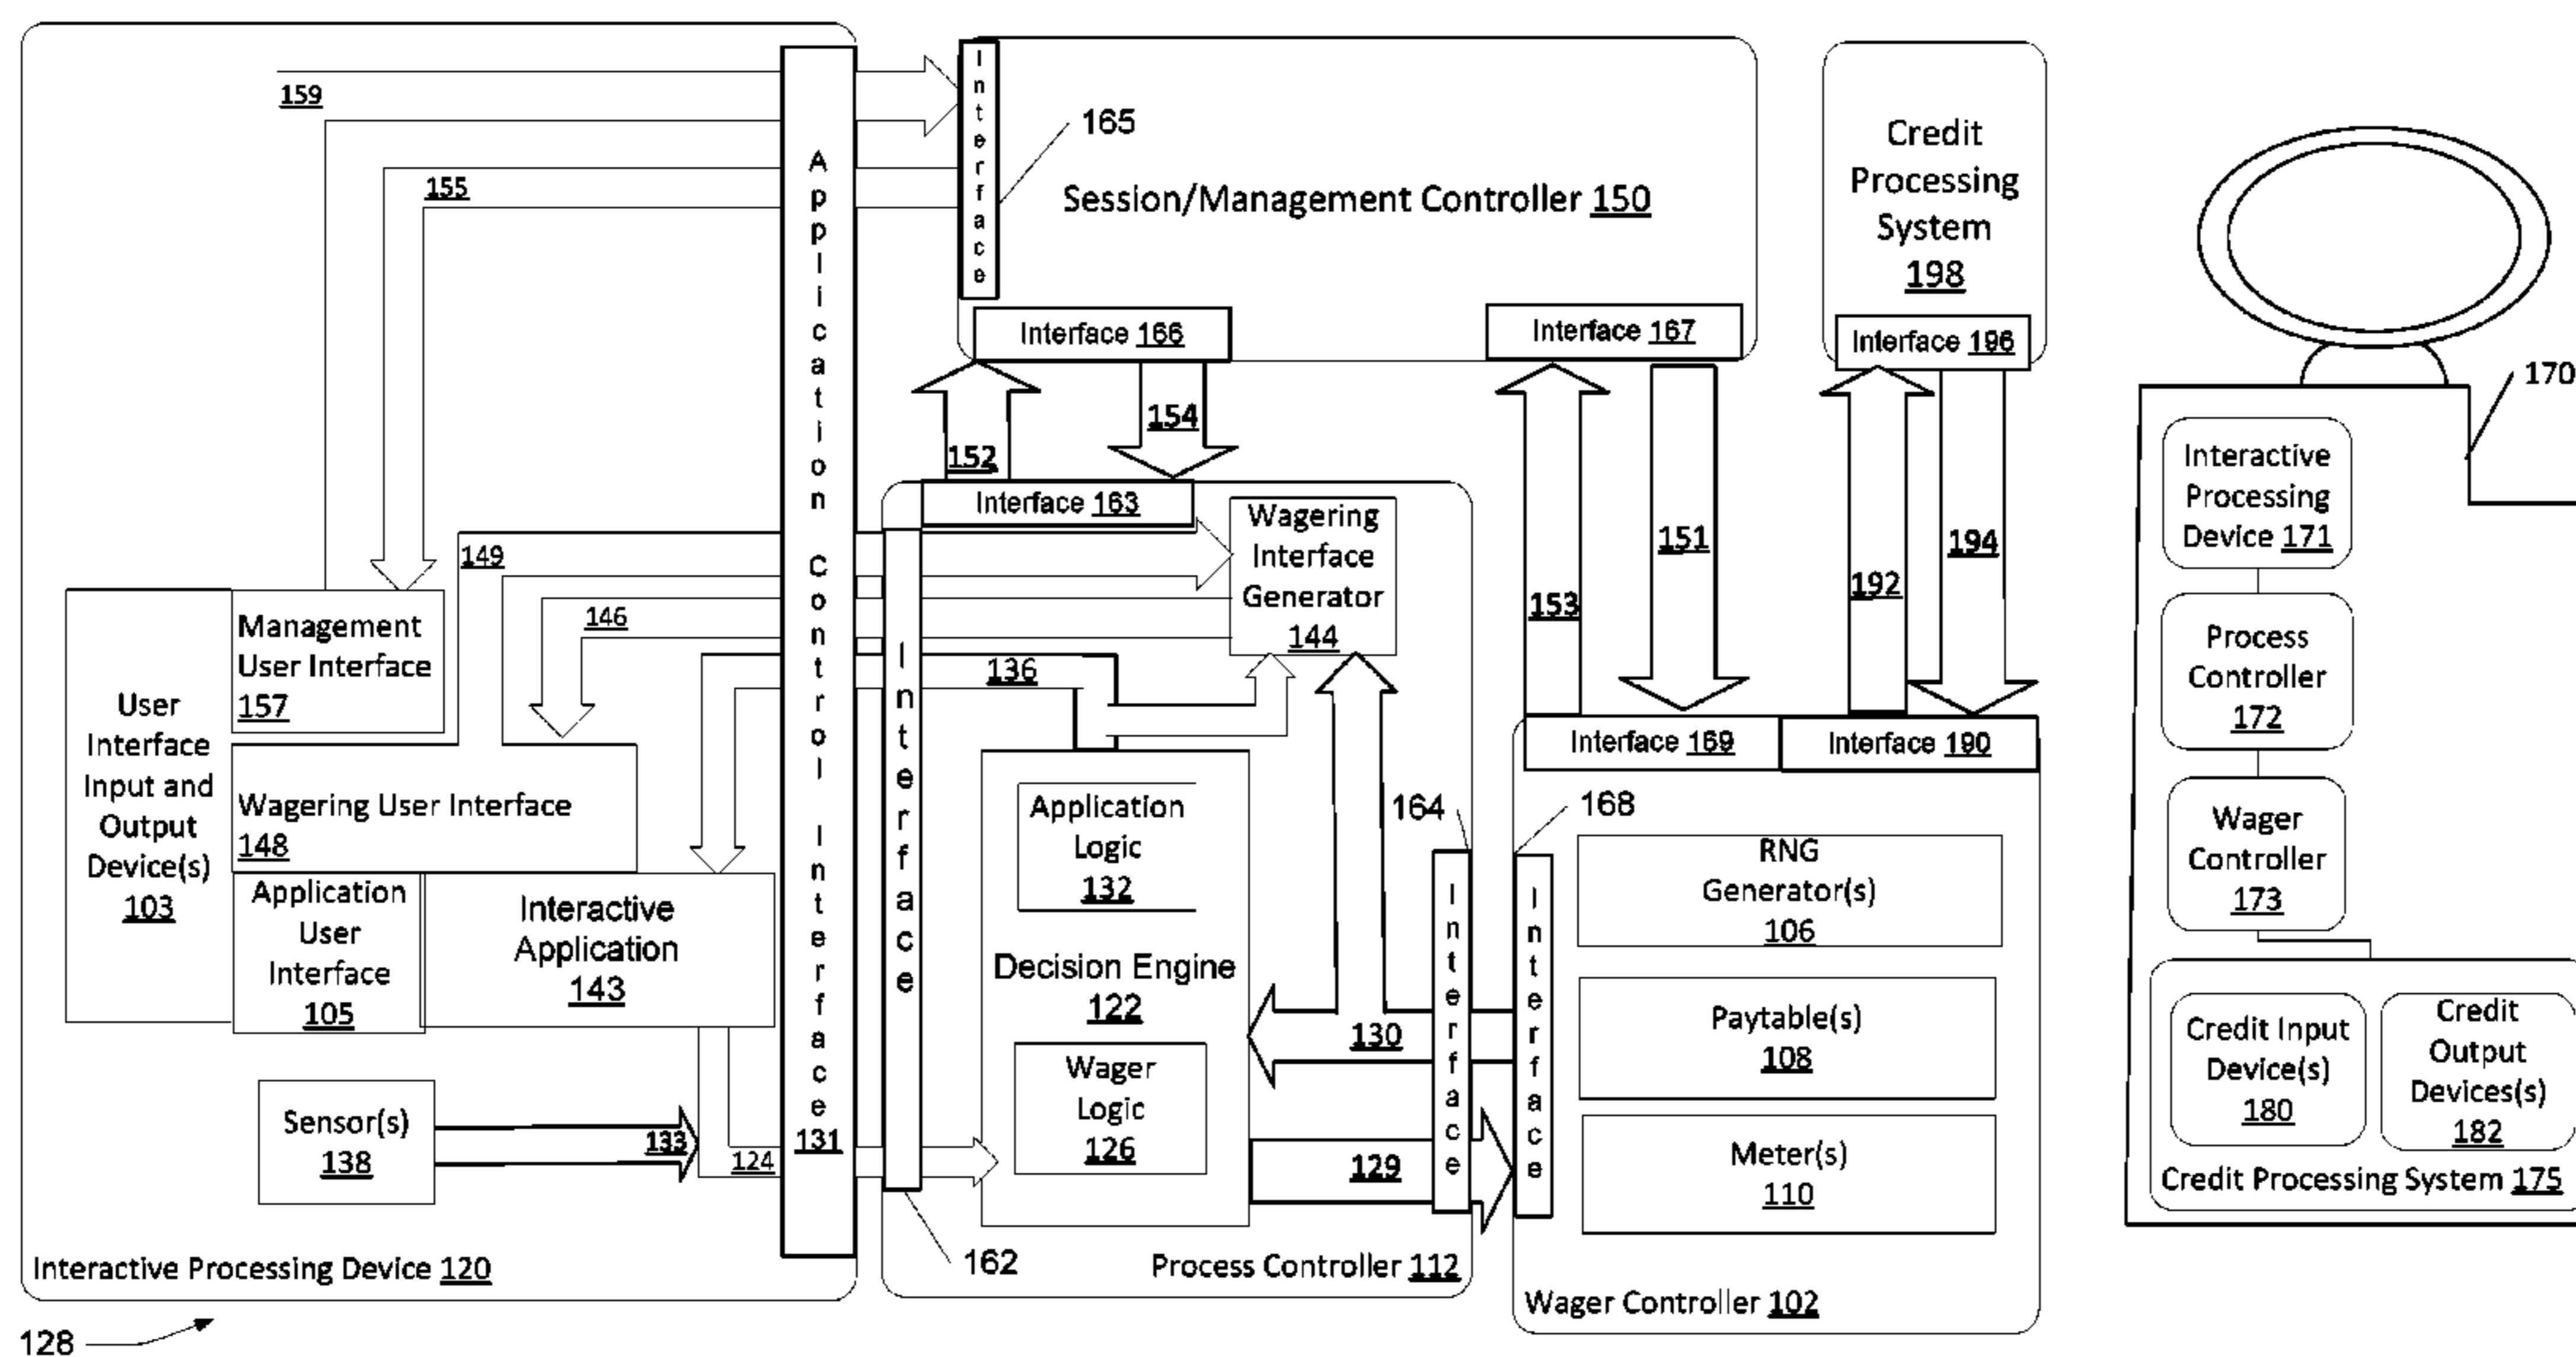 159
155
Application Control Interface
131
Interface
165
Session/Management Controller 150
Interface 166
Interface 167
Credit
Processing
System
198
Interface 196
152
154
153
151
192
194
170
Interface 163
Wagering
Interface
Generator
144
149
146
136
Management
User Interface
157
User
Interface
Input and
Output
Device(s)
103
Wagering User Interface
148
Application
User
Interface
105
Interactive
Application
143
Sensor(s)
138
133
124
Interactive Processing Device 120
128
Interface
162
Application
Logic
132
Decision Engine
122
Wager
Logic
126
130
129
164
Interface
Process Controller 112
168
Interface
Interface 169
Interface 190
RNG
Generator(s)
106
Paytable(s)
108
Meter(s)
110
Wager Controller 102
Interactive
Processing
Device 171
Process
Controller
172
Wager
Controller
173
Credit Input
Device(s)
180
Credit
Output
Devices(s)
182
Credit Processing System 175